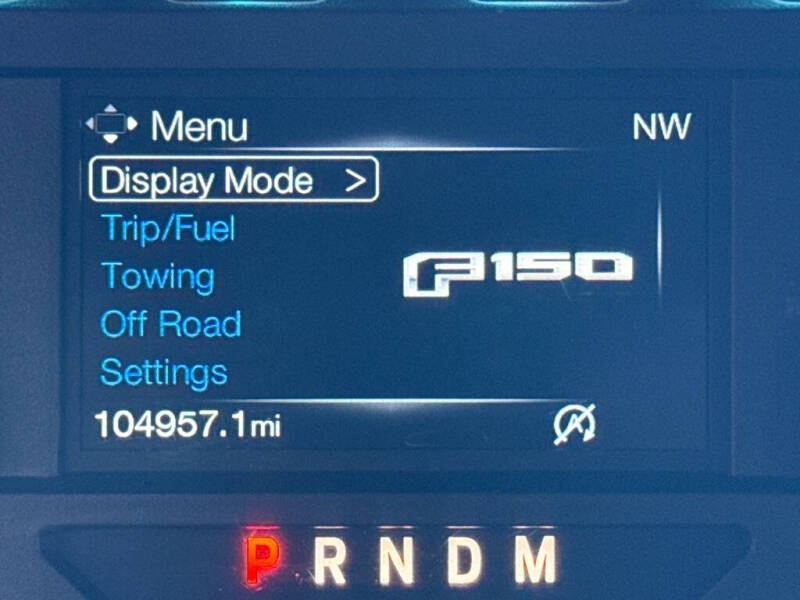 Menu NW
Display Mode >
Trip/Fuel
Towing
F150
Off Road
Settings
104957.1mi A
P R N D M